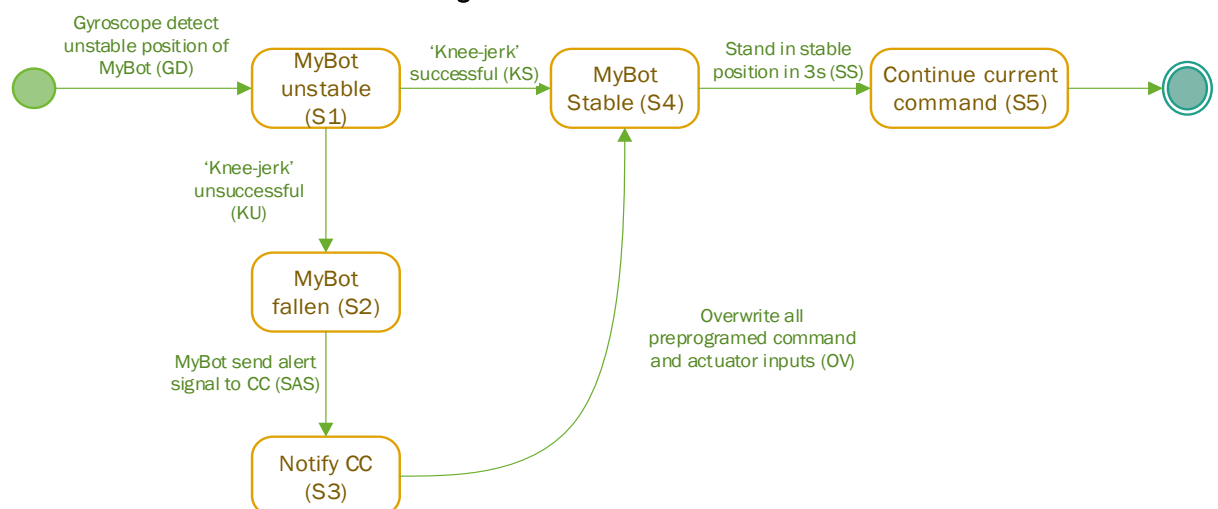 Gyroscope detect
unstable position of
MyBot (GD)
MyBot
unstable
(S1)
‘Knee-jerk’
successful (KS)
MyBot
Stable (S4)
Stand in stable
position in 3s (SS)
Continue current
command (S5)
‘Knee-jerk’
unsuccessful
(KU)
MyBot
fallen (S2)
Overwrite all
preprogramed command
and actuator inputs (OV)
MyBot send alert
signal to CC (SAS)
Notify CC
(S3)